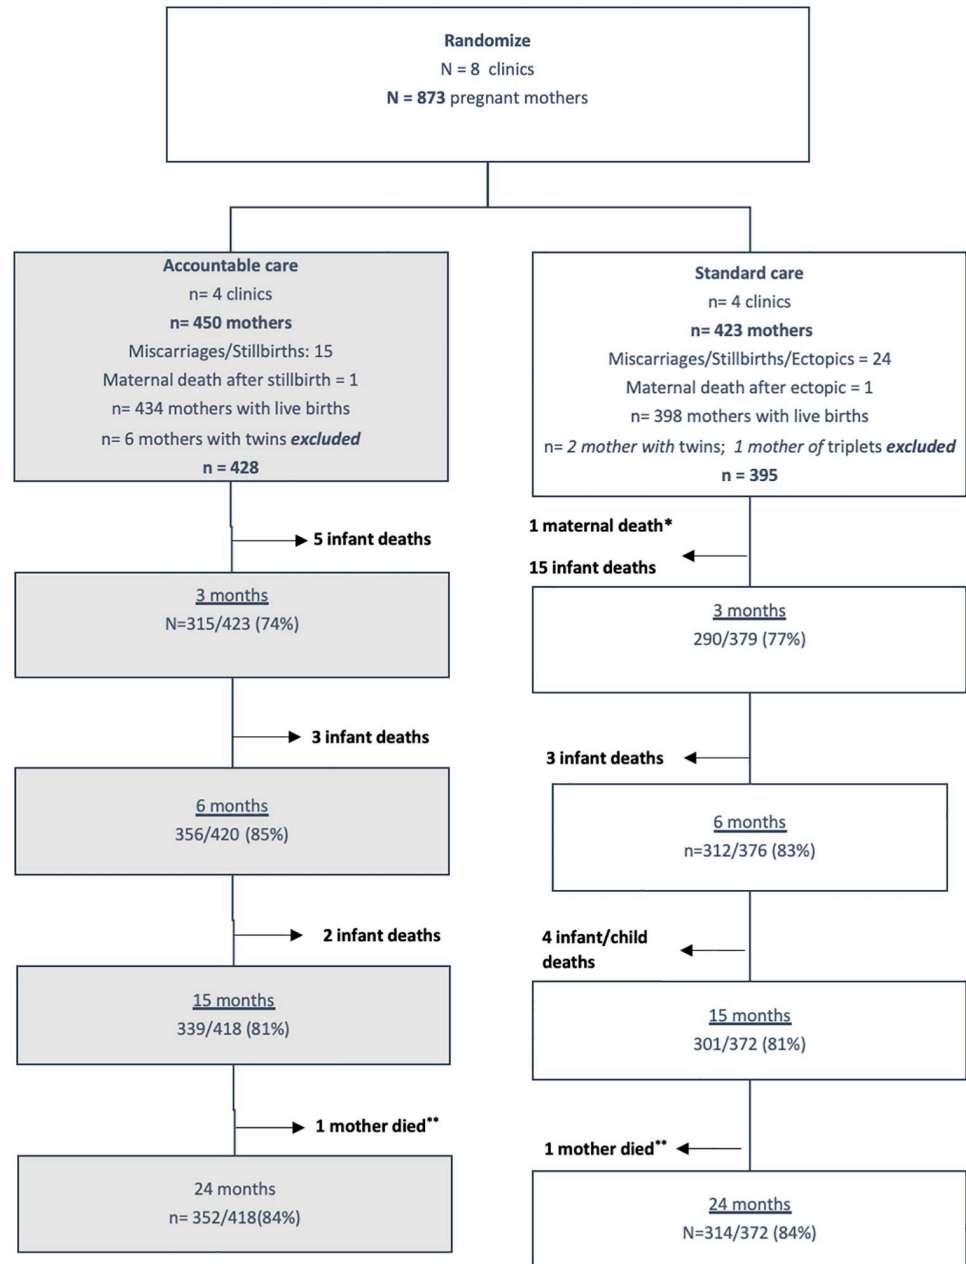 Randomize
N = 8 clinics
N = 873 pregnant mothers
Accountable care
n= 4 clinics
n= 450 mothers
Miscarriages/Stillbirths: 15
Maternal death after stillbirth = 1
n= 434 mothers with live births
n= 6 mothers with twins excluded
n = 428
Standard care
n= 4 clinics
n= 423 mothers
Miscarriages/Stillbirths/Ectopics = 24
Maternal death after ectopic = 1
n= 398 mothers with live births
n= 2 mother with twins; 1 mother of triplets excluded
n = 395
5 infant deaths
1 maternal death*
15 infant deaths
3 months
N=315/423 (74%)
3 months
290/379 (77%)
3 infant deaths
3 infant deaths
6 months
356/420 (85%)
6 months
n=312/376 (83%)
2 infant deaths
4 infant/child
deaths
15 months
339/418 (81%)
15 months
301/372 (81%)
1 mother died**
1 mother died**
24 months
n= 352/418(84%)
24 months
N=314/372 (84%)